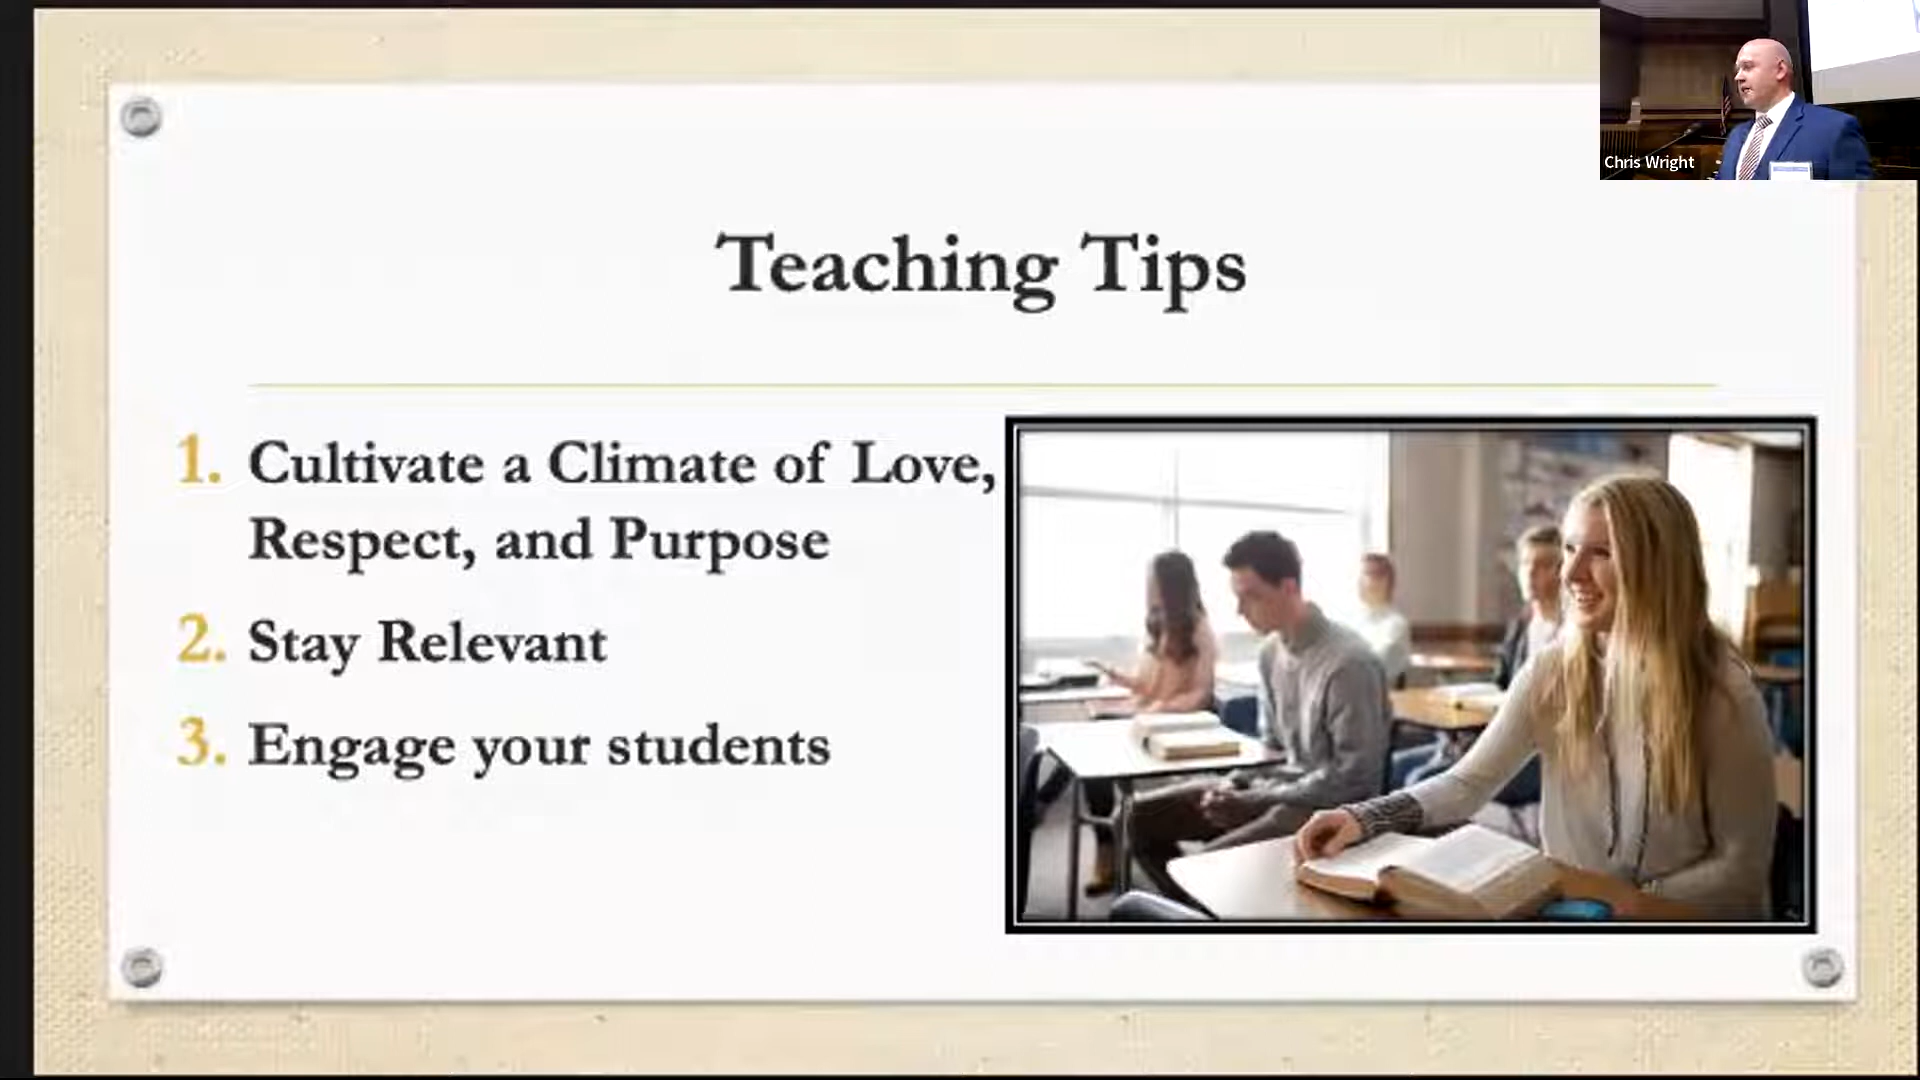 Chris Wright
Teaching Tips
1. Cultivate a Climate of Love,
Respect, and Purpose
2. Stay Relevant
3. Engage your students